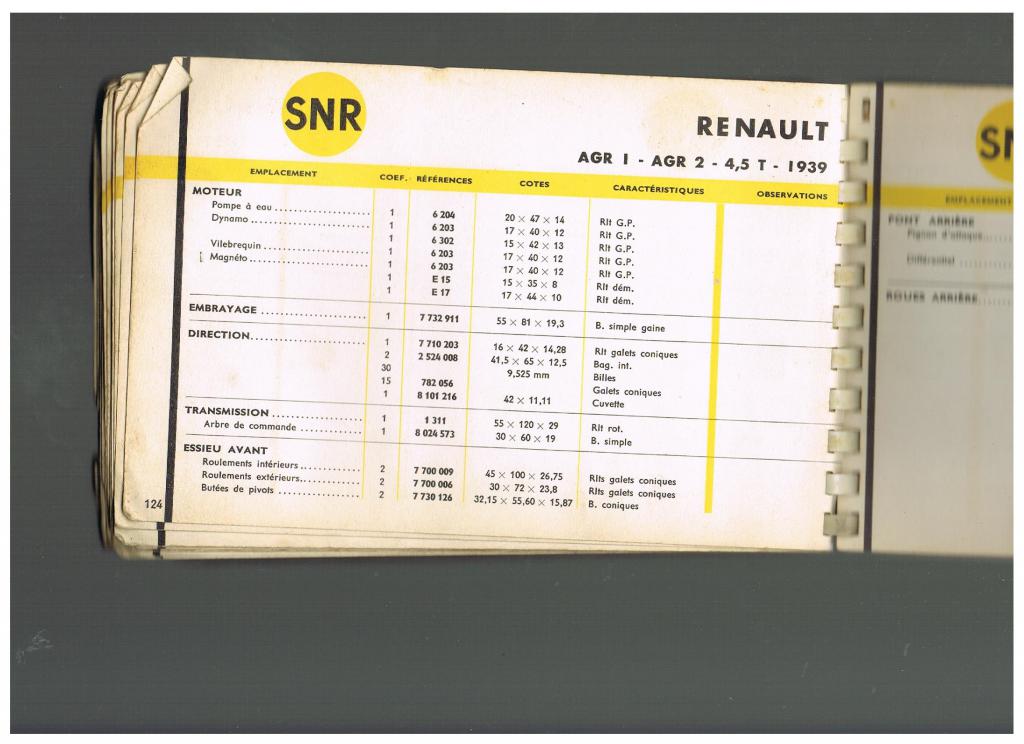 SNR
RENAULT
AGR 1 - AGR 2 - 4,5 T - 1939
EMPLACEMENT COEF. RÉFÉRENCES COTES CARACTÉRISTIQUES OBSERVATIONS
MOTEUR
Pompe à eau .................... 1 6 204 20 × 47 × 14 Rlt G.P.
Dynamo ......................... 1 6 203 17 × 40 × 12 Rlt G.P.
1 6 302 15 × 42 × 13 Rlt G.P.
Vilebrequin .................... 1 6 203 17 × 40 × 12 Rlt G.P.
Magnéto ........................ 1 6 203 17 × 40 × 12 Rlt G.P.
1 E 15 15 × 35 × 8 Rlt dém.
1 E 17 17 × 44 × 10 Rlt dém.
EMBRAYAGE ...................... 1 7 732 911 55 × 81 × 19,3 B. simple gaine
DIRECTION....................... 1 7 710 203 16 × 42 × 14,28 Rlt galets coniques
2 2 524 008 41,5 × 65 × 12,5 Bag. int.
30 9,525 mm Billes
15 782 056 Galets coniques
1 8 101 216 42 × 11,11 Cuvette
TRANSMISSION ................... 1 1 311 55 × 120 × 29 Rlt rot.
Arbre de commande .............. 1 8 024 573 30 × 60 × 19 B. simple
ESSIEU AVANT
Roulements intérieurs............ 2 7 700 009 45 × 100 × 26,75 Rlts galets coniques
Roulements extérieurs............ 2 7 700 006 30 × 72 × 23,8 Rlts galets coniques
Butées de pivots ................ 2 7 730 126 32,15 × 55,60 × 15,87 B. coniques
124
SN
EMPLACEMENT
PONT ARRIÈRE
Pignon d'attaque......
Différentiel ............
ROUES ARRIÈRE........